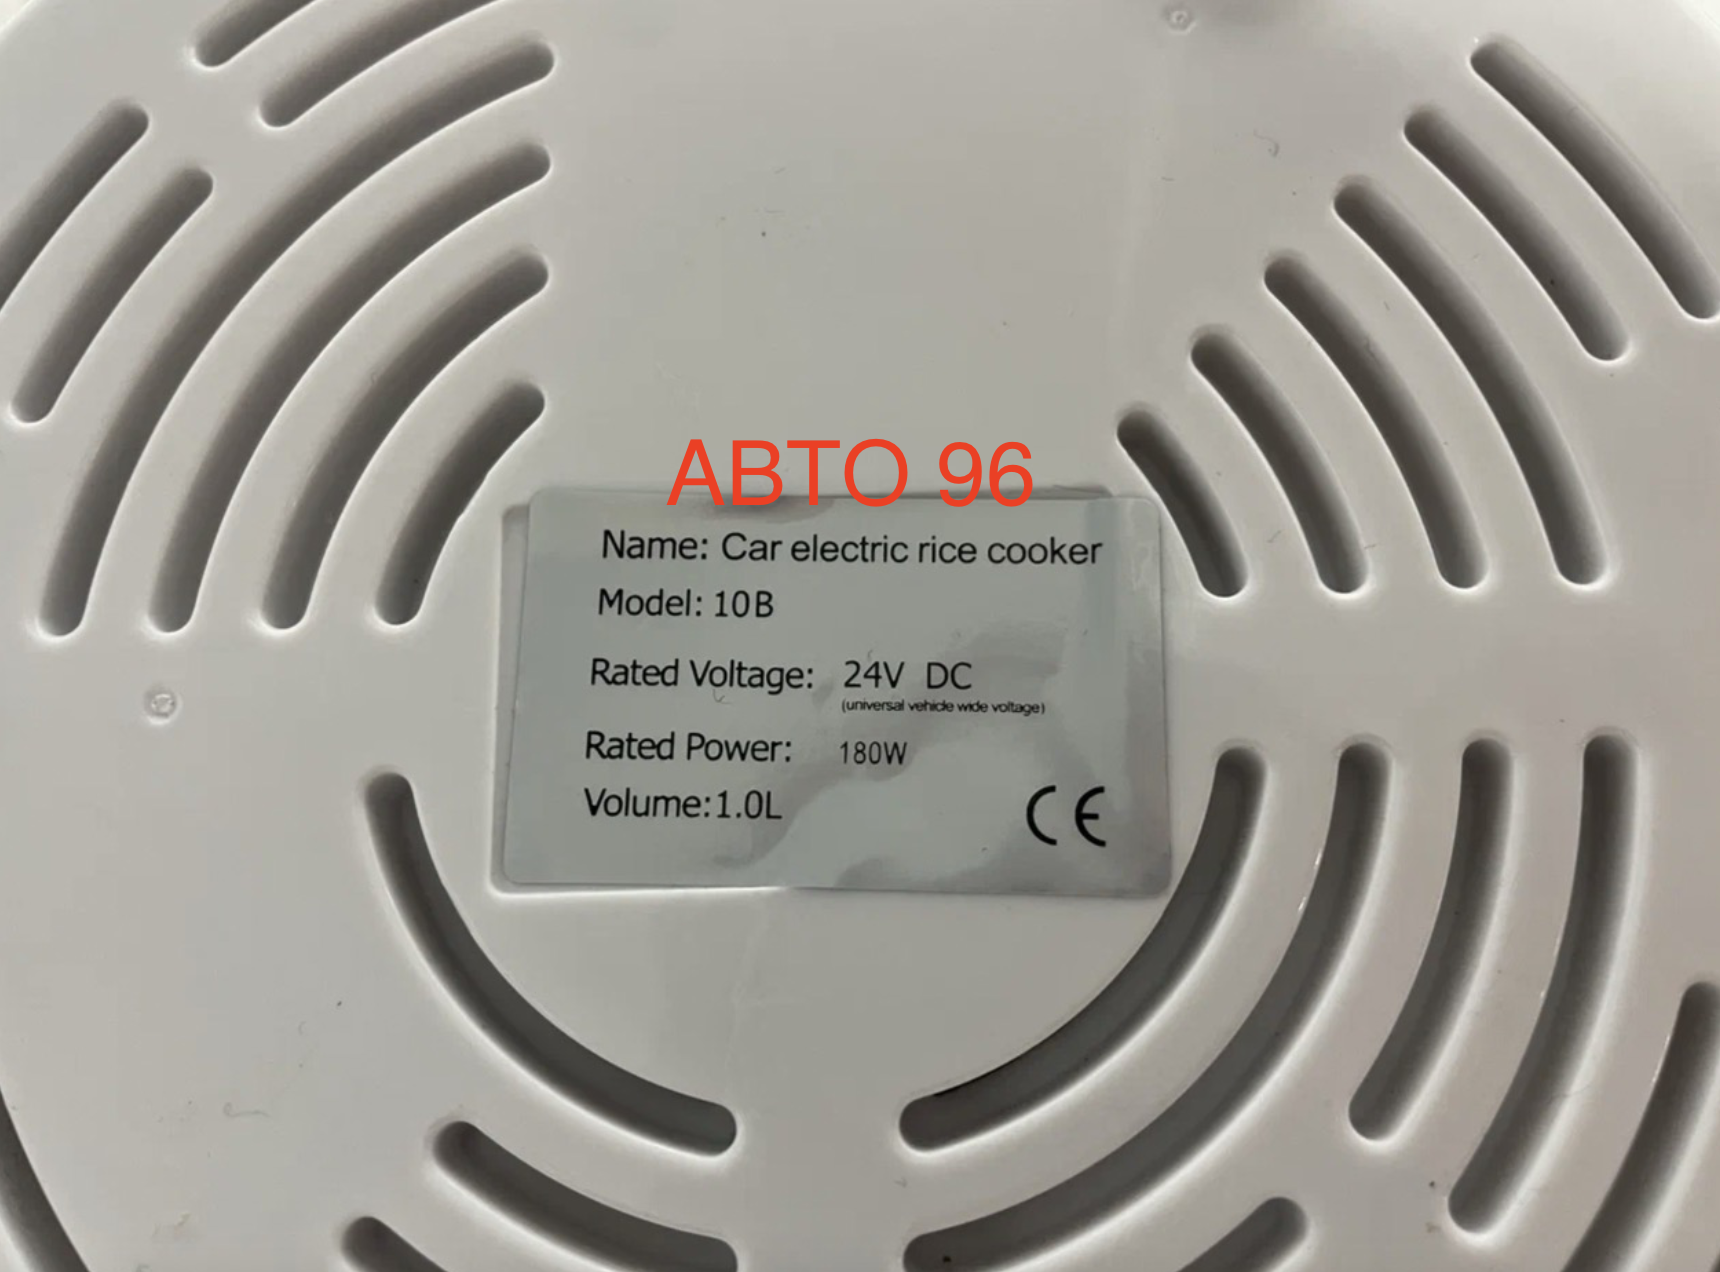 АВТО 96
Name: Car electric rice cooker
Model: 10B
Rated Voltage: 24V DC
(universal vehicle wide voltage)
Rated Power: 180W
Volume:1.0L
CE